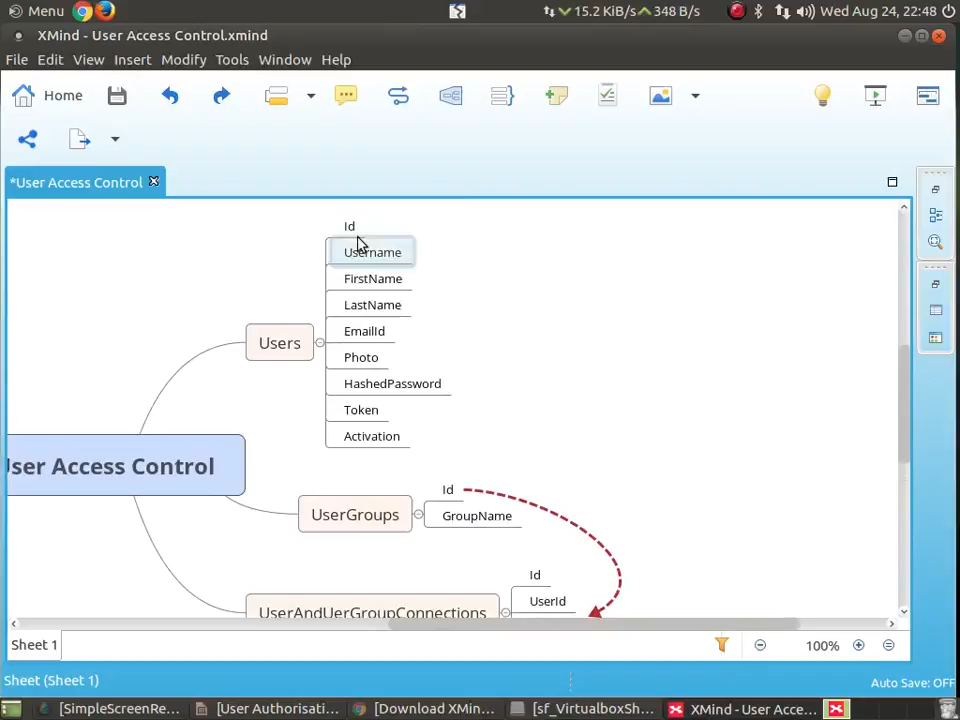 Menu 15.2 KiB/s 348 B/s Wed Aug 24, 22:48
XMind - User Access Control.xmind
File Edit View Insert Modify Tools Window Help
Home
*User Access Control
Id
Username
FirstName
LastName
EmailId
Users
Photo
HashedPassword
Token
Activation
User Access Control
Id
UserGroups
GroupName
Id
UserId
UserAndUerGroupConnections
Sheet 1 100%
Sheet (Sheet 1) Auto Save: OFF
[SimpleScreenRe... [User Authorisati... [Download XMin... [sf_VirtualboxSh... XMind - User Acce...